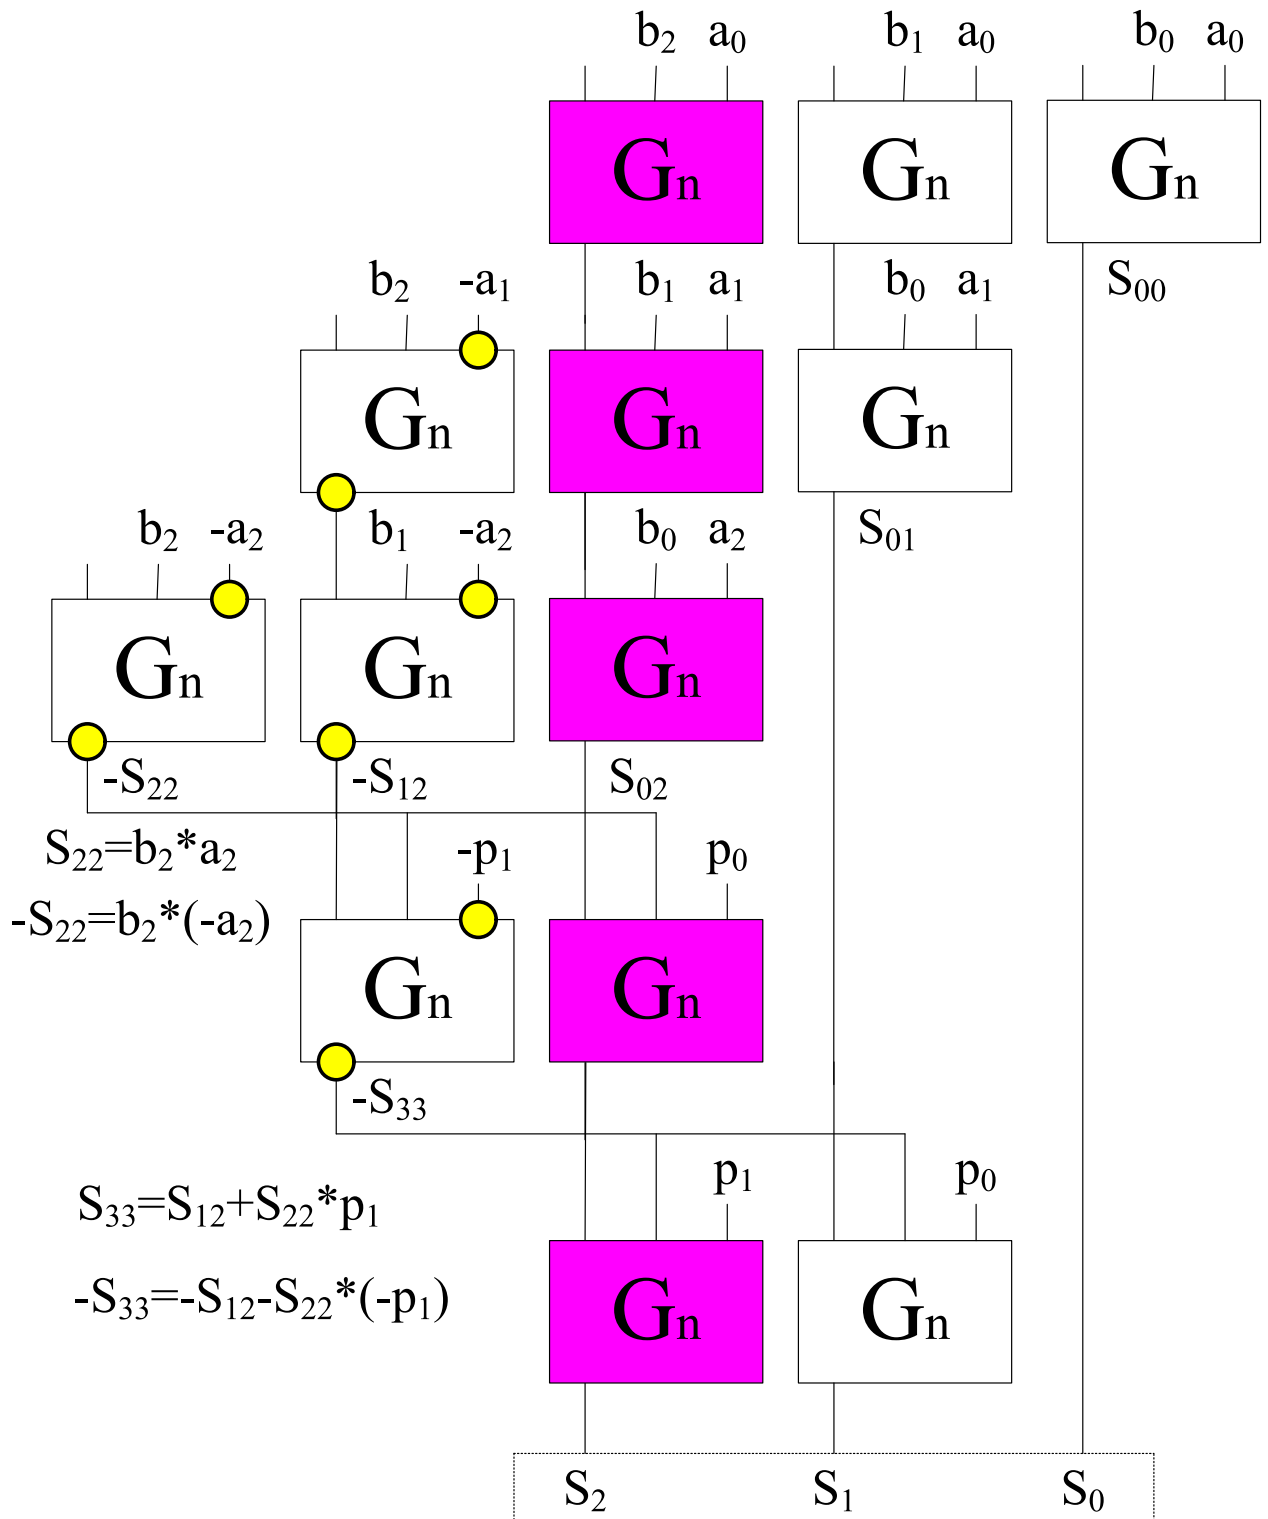 b₂ a₀ b₁ a₀ b₀ a₀
Gn Gn Gn
b₂ -a₁ b₁ a₁ b₀ a₁ S₀₀
Gn Gn Gn
b₂ -a₂ b₁ -a₂ b₀ a₂ S₀₁
Gn Gn Gn
-S₂₂ -S₁₂ S₀₂
S₂₂=b₂*a₂ -p₁ p₀
-S₂₂=b₂*(-a₂)
Gn Gn
-S₃₃
S₃₃=S₁₂+S₂₂*p₁ p₁ p₀
-S₃₃=-S₁₂-S₂₂*(-p₁) Gn Gn
S₂ S₁ S₀